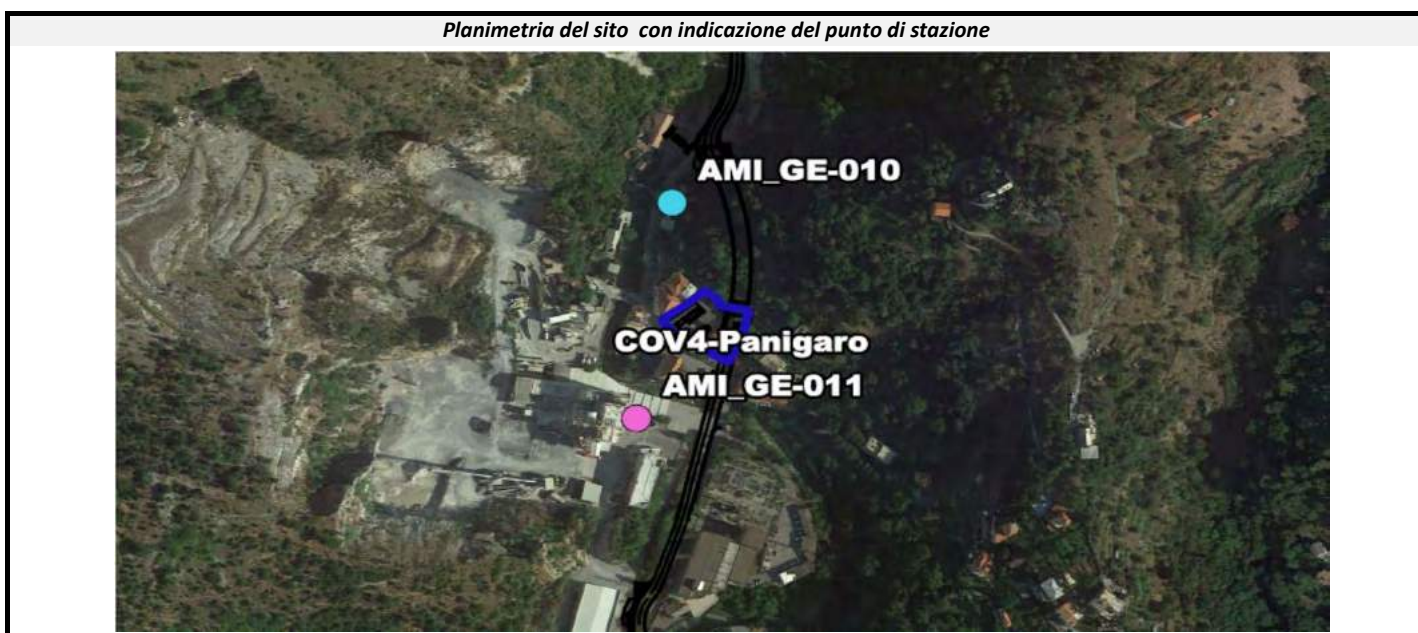 Planimetria del sito con indicazione del punto di stazione
AMI_GE-010
COV4-Panigaro
AMI_GE-011